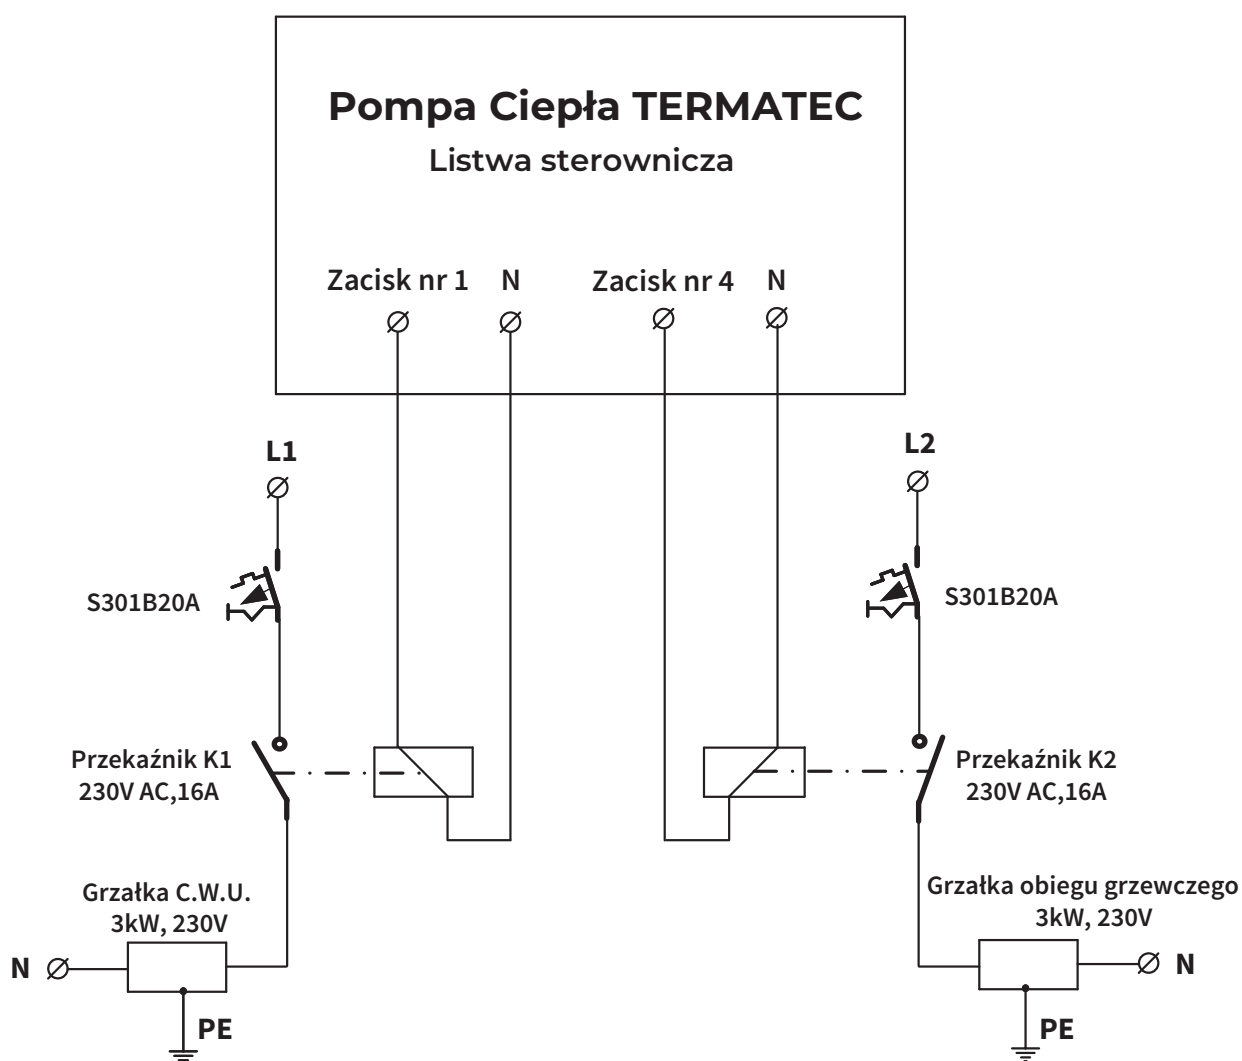 Pompa Ciepła TERMATEC
Listwa sterownicza
Zacisk nr 1 N Zacisk nr 4 N
L1
L2
S301B20A
S301B20A
Przekaźnik K1
230V AC,16A
Przekaźnik K2
230V AC,16A
Grzałka C.W.U.
3kW, 230V
Grzałka obiegu grzewczego
3kW, 230V
N
N
PE
PE